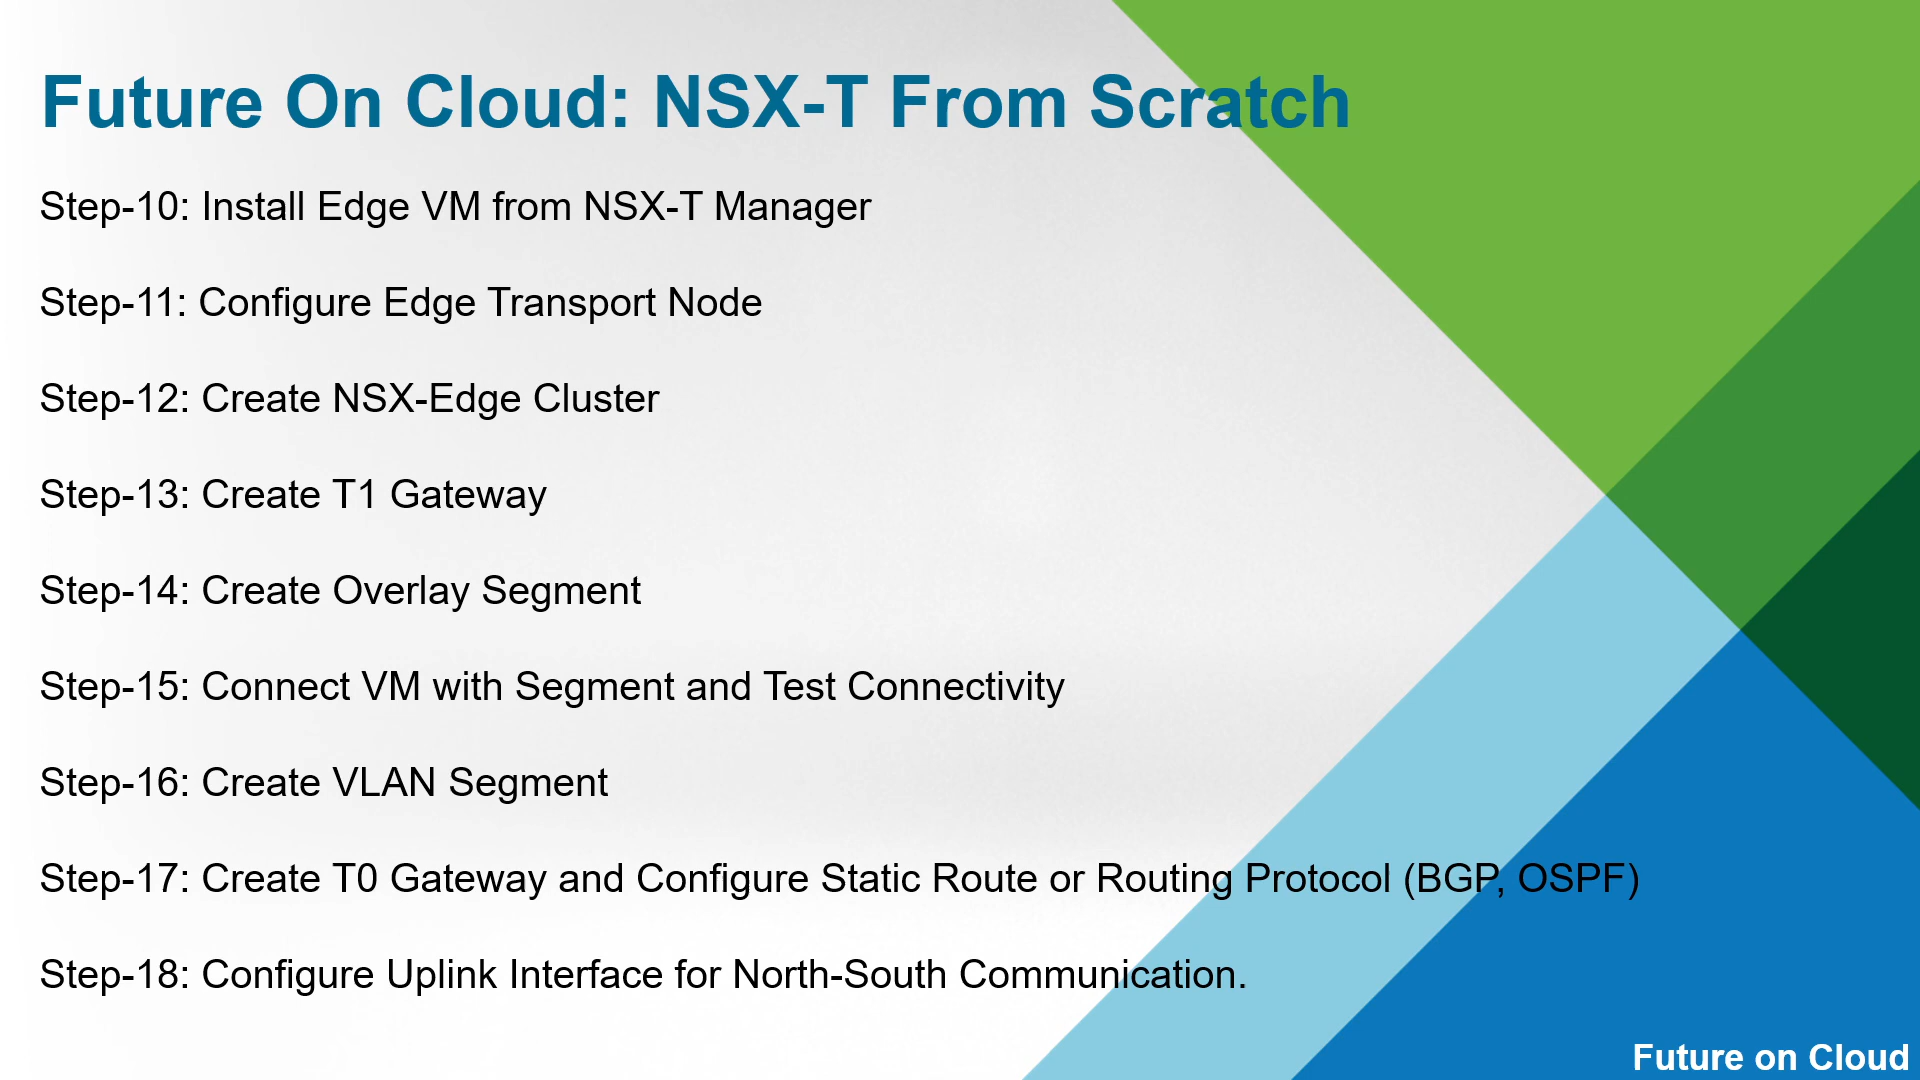 Future On Cloud: NSX-T From Scratch
Step-10: Install Edge VM from NSX-T Manager
Step-11: Configure Edge Transport Node
Step-12: Create NSX-Edge Cluster
Step-13: Create T1 Gateway
Step-14: Create Overlay Segment
Step-15: Connect VM with Segment and Test Connectivity
Step-16: Create VLAN Segment
Step-17: Create T0 Gateway and Configure Static Route or Routing Protocol (BGP, OSPF)
Step-18: Configure Uplink Interface for North-South Communication.
Future on Cloud